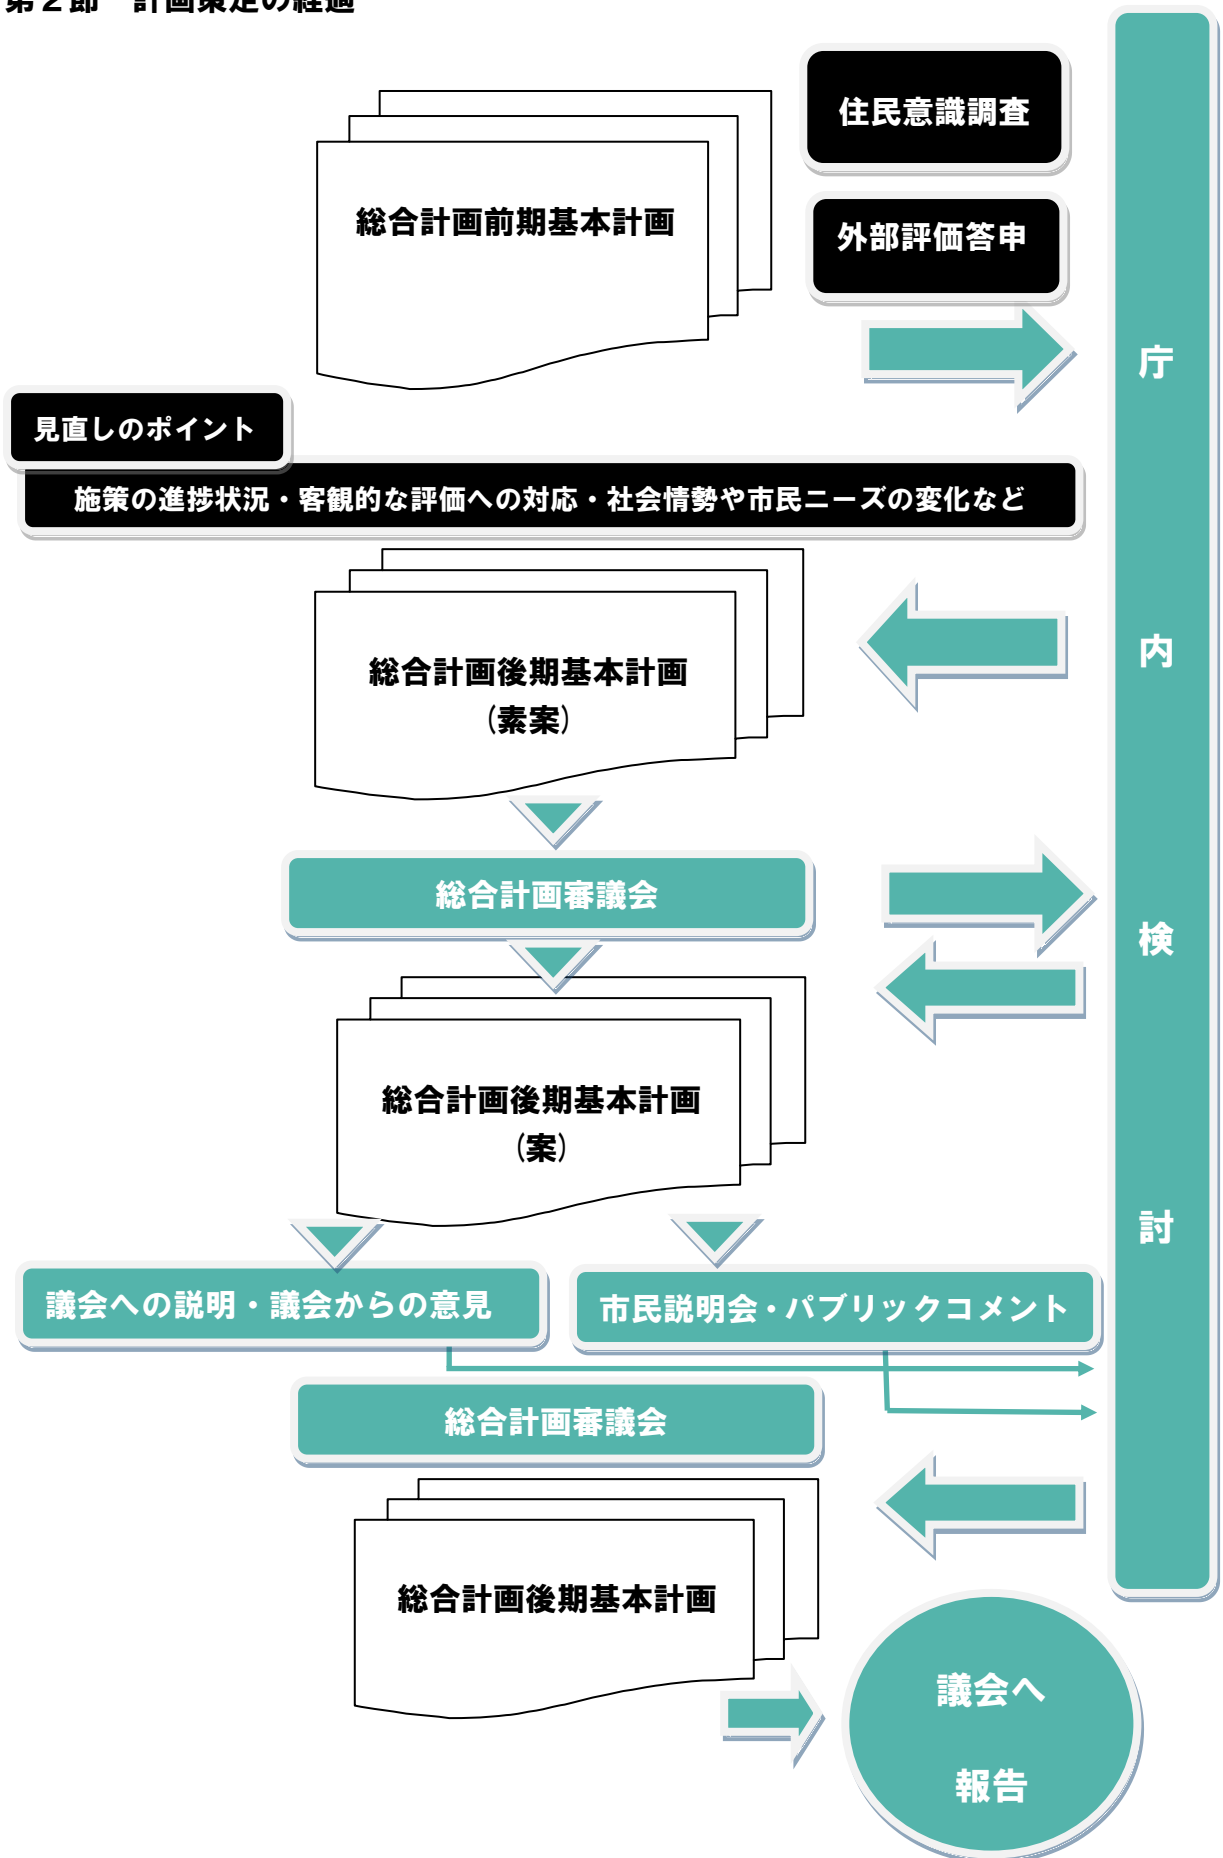 第２節　計画策定の経過
住民意識調査
総合計画前期基本計画
外部評価答申
見直しのポイント
施策の進捗状況・客観的な評価への対応・社会情勢や市民ニーズの変化など
総合計画後期基本計画
(素案)
総合計画審議会
総合計画後期基本計画
(案)
議会への説明・議会からの意見
市民説明会・パブリックコメント
総合計画審議会
総合計画後期基本計画
議会へ
報告
庁
内
検
討